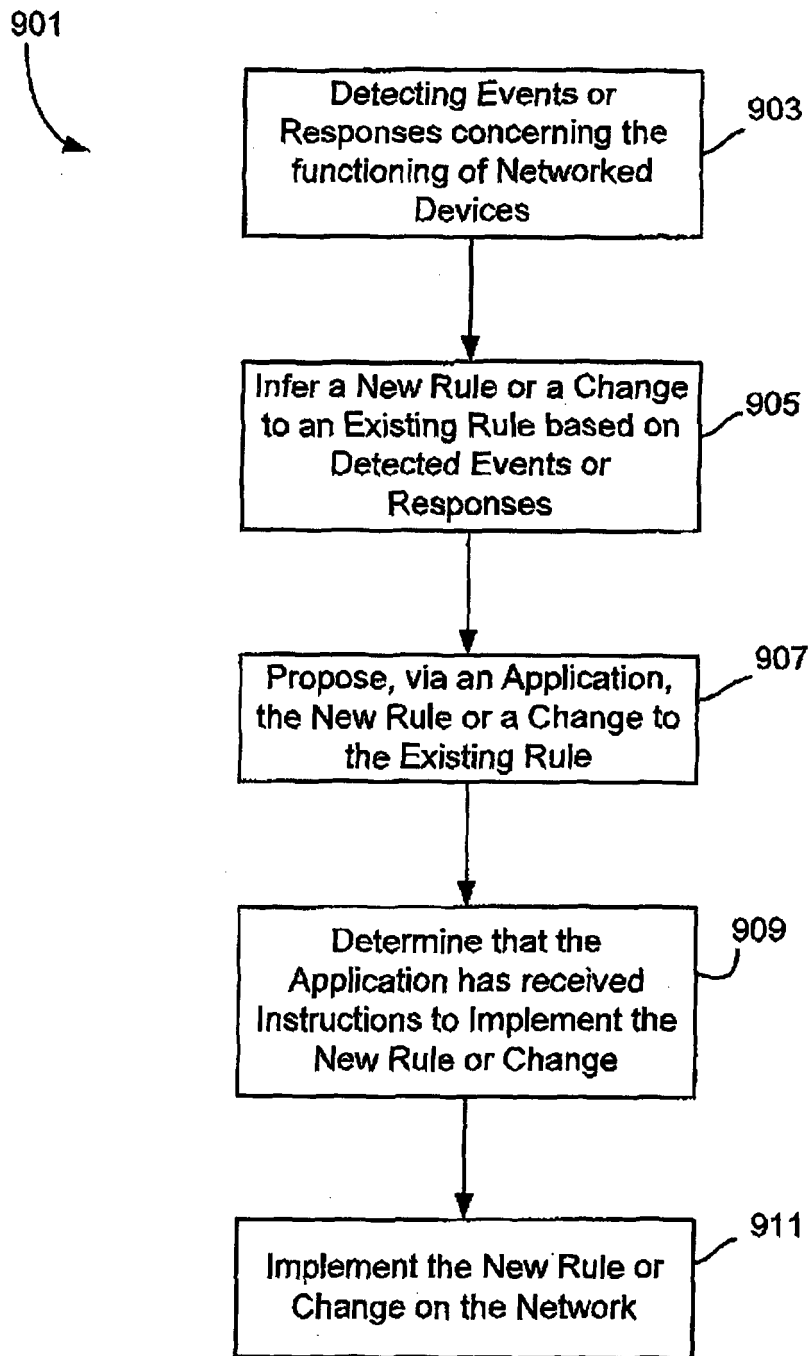 901
Detecting Events or
Responses concerning the
functioning of Networked
Devices
903
Infer a New Rule or a Change
to an Existing Rule based on
Detected Events or
Responses
905
Propose, via an Application,
the New Rule or a Change to
the Existing Rule
907
Determine that the
Application has received
Instructions to Implement the
New Rule or Change
909
Implement the New Rule or
Change on the Network
911